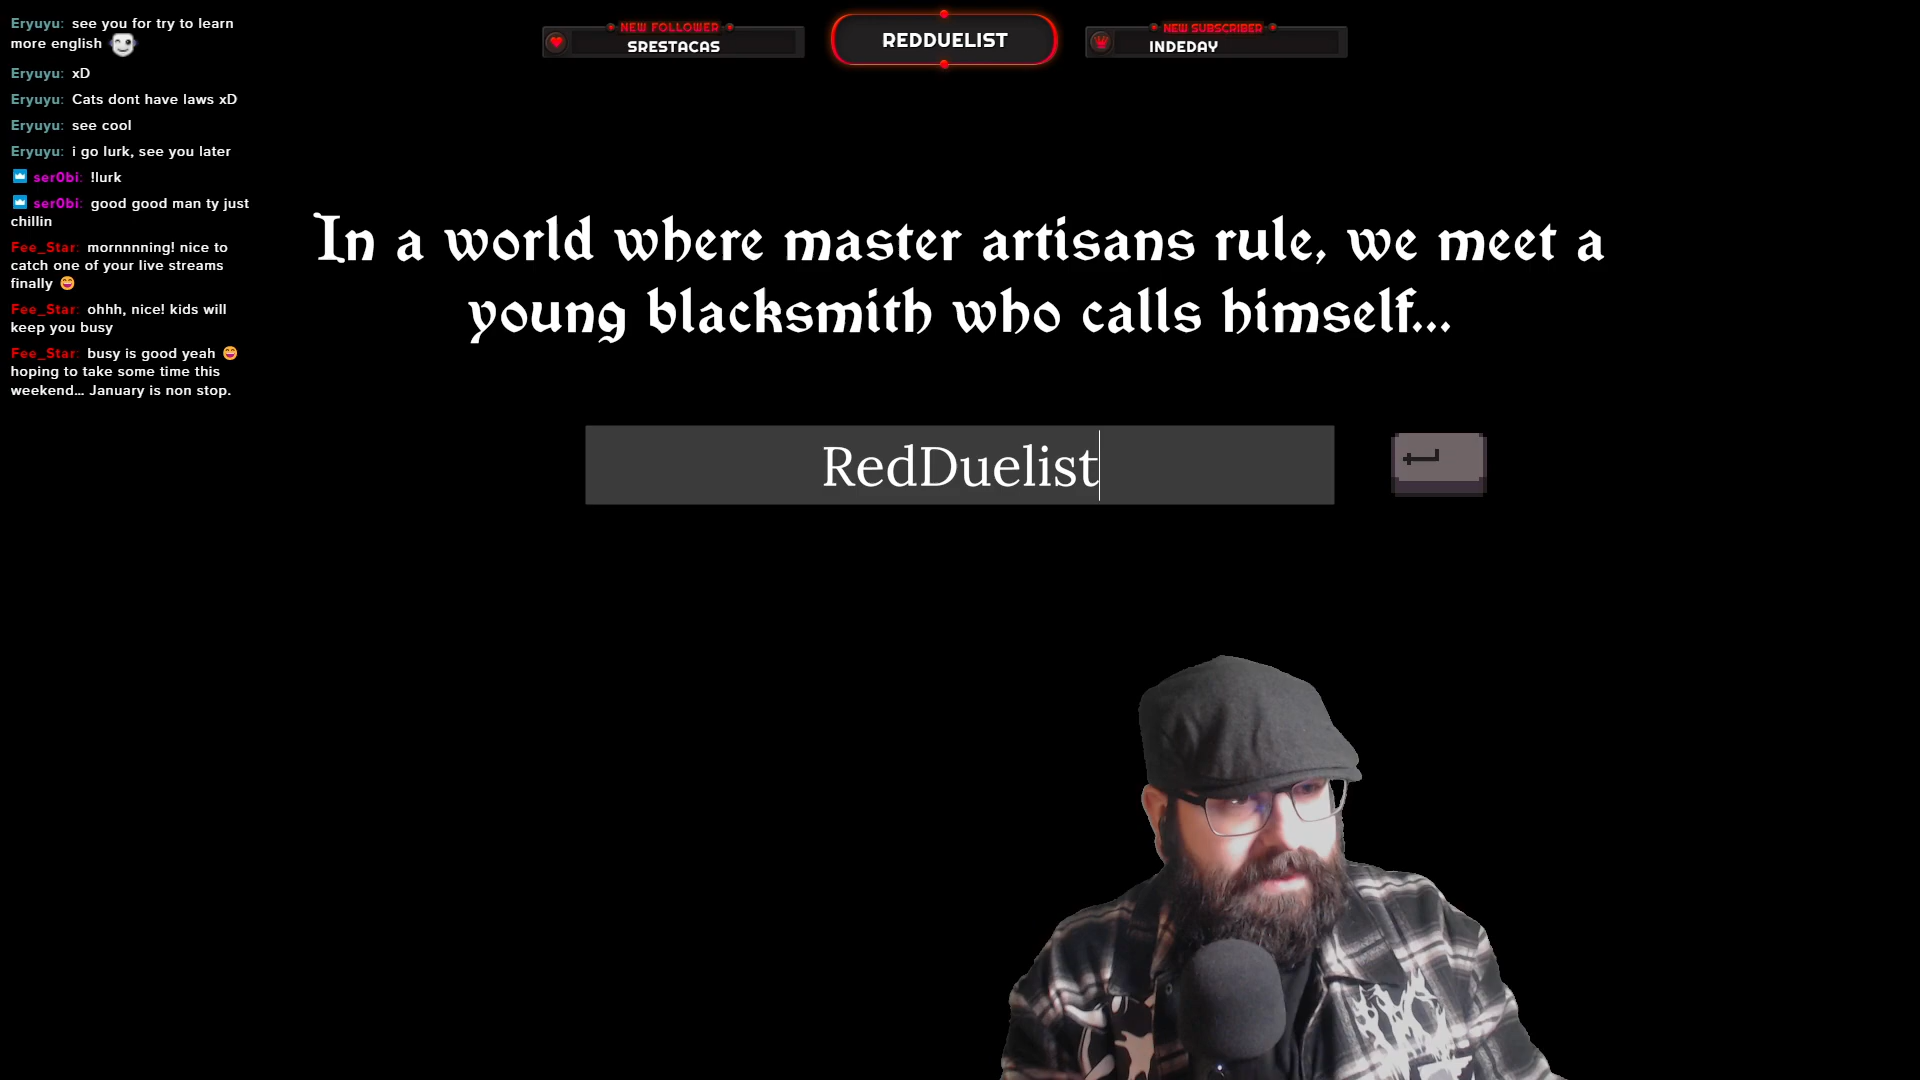 Eryuyu: see you for try to learn
more english
Eryuyu: xD
Eryuyu: Cats dont have laws xD
Eryuyu: see cool
Eryuyu: i go lurk, see you later
ser0bi: !lurk
ser0bi: good good man ty just
chillin
Fee_Star: mornnnning! nice to
catch one of your live streams
finally 😄
Fee_Star: ohhh, nice! kids will
keep you busy
Fee_Star: busy is good yeah 😄
hoping to take some time this
weekend... January is non stop.
NEW FOLLOWER
SRESTACAS
REDDUELIST
NEW SUBSCRIBER
INDEDAY
In a world where master artisans rule, we meet a
young blacksmith who calls himself...
RedDuelist